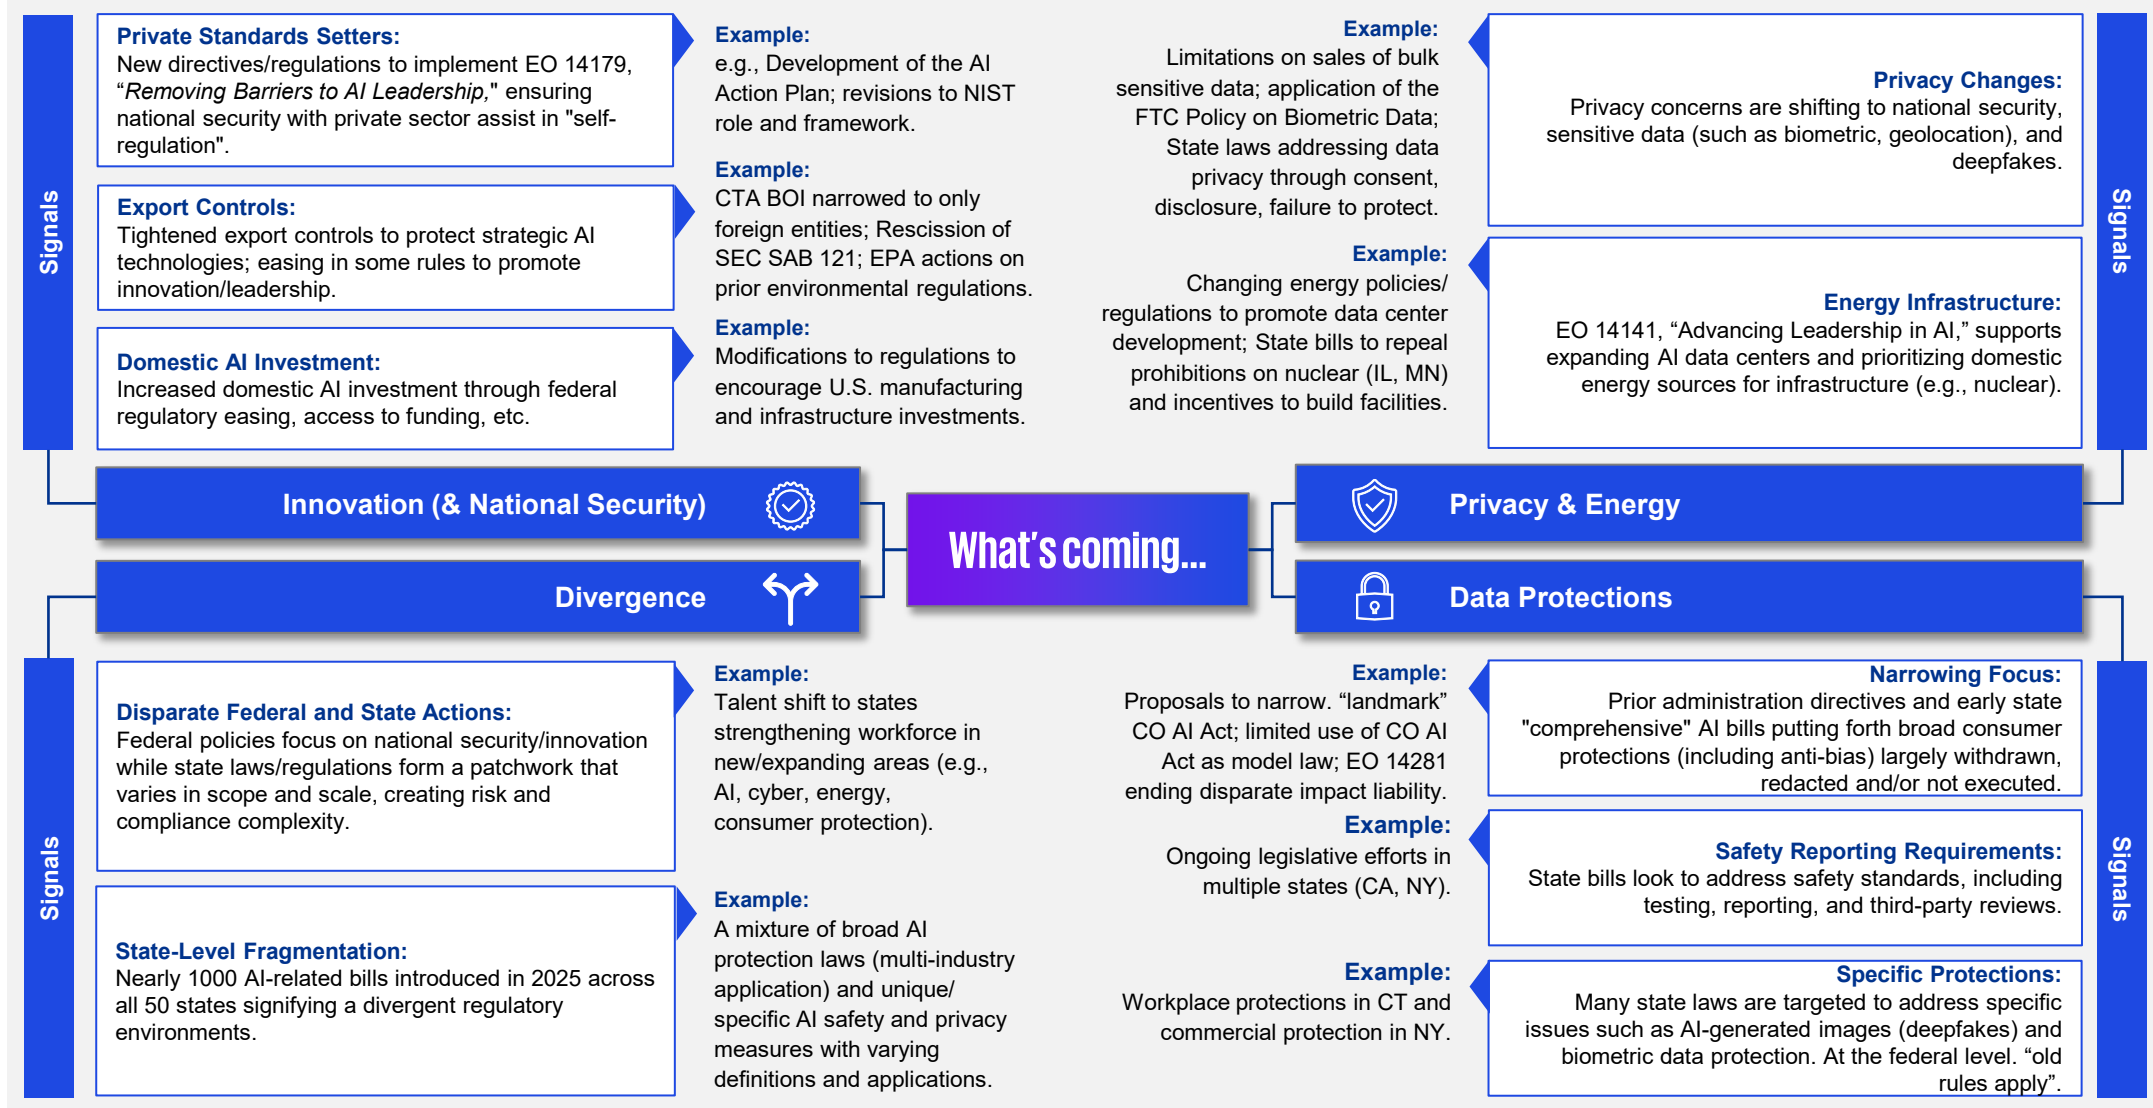 Signals
Private Standards Setters:
New directives/regulations to implement EO 14179,
“Removing Barriers to AI Leadership," ensuring
national security with private sector assist in "self-
regulation".
Example:
e.g., Development of the AI
Action Plan; revisions to NIST
role and framework.
Export Controls:
Tightened export controls to protect strategic AI
technologies; easing in some rules to promote
innovation/leadership.
Example:
CTA BOI narrowed to only
foreign entities; Rescission of
SEC SAB 121; EPA actions on
prior environmental regulations.
Domestic AI Investment:
Increased domestic AI investment through federal
regulatory easing, access to funding, etc.
Example:
Modifications to regulations to
encourage U.S. manufacturing
and infrastructure investments.
Example:
Limitations on sales of bulk
sensitive data; application of the
FTC Policy on Biometric Data;
State laws addressing data
privacy through consent,
disclosure, failure to protect.
Privacy Changes:
Privacy concerns are shifting to national security,
sensitive data (such as biometric, geolocation), and
deepfakes.
Example:
Changing energy policies/
regulations to promote data center
development; State bills to repeal
prohibitions on nuclear (IL, MN)
and incentives to build facilities.
Energy Infrastructure:
EO 14141, “Advancing Leadership in AI,” supports
expanding AI data centers and prioritizing domestic
energy sources for infrastructure (e.g., nuclear).
Signals
Innovation (& National Security)
Divergence
What's coming...
Privacy & Energy
Data Protections
Signals
Disparate Federal and State Actions:
Federal policies focus on national security/innovation
while state laws/regulations form a patchwork that
varies in scope and scale, creating risk and
compliance complexity.
Example:
Talent shift to states
strengthening workforce in
new/expanding areas (e.g.,
AI, cyber, energy,
consumer protection).
State-Level Fragmentation:
Nearly 1000 AI-related bills introduced in 2025 across
all 50 states signifying a divergent regulatory
environments.
Example:
A mixture of broad AI
protection laws (multi-industry
application) and unique/
specific AI safety and privacy
measures with varying
definitions and applications.
Example:
Proposals to narrow. “landmark”
CO AI Act; limited use of CO AI
Act as model law; EO 14281
ending disparate impact liability.
Narrowing Focus:
Prior administration directives and early state
"comprehensive" AI bills putting forth broad consumer
protections (including anti-bias) largely withdrawn,
redacted and/or not executed.
Example:
Ongoing legislative efforts in
multiple states (CA, NY).
Safety Reporting Requirements:
State bills look to address safety standards, including
testing, reporting, and third-party reviews.
Example:
Workplace protections in CT and
commercial protection in NY.
Specific Protections:
Many state laws are targeted to address specific
issues such as AI-generated images (deepfakes) and
biometric data protection. At the federal level. “old
rules apply”.
Signals